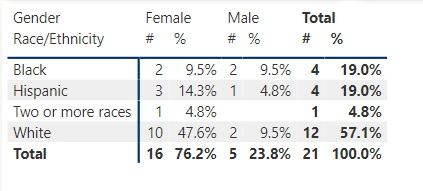 Gender Female Male Total
Race/Ethnicity # % # % # %
Black 2 9.5% 2 9.5% 4 19.0%
Hispanic 3 14.3% 1 4.8% 4 19.0%
Two or more races 1 4.8% 1 4.8%
White 10 47.6% 2 9.5% 12 57.1%
Total 16 76.2% 5 23.8% 21 100.0%